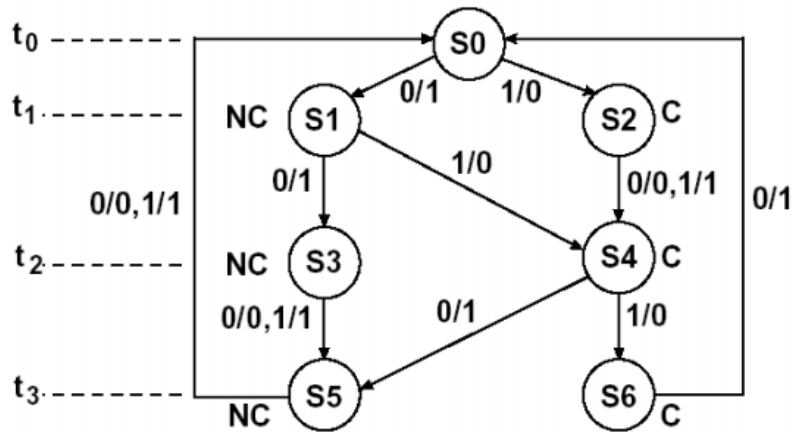 t0 S0
0/1 1/0
t1 NC S1 S2 C
0/1 1/0 0/0,1/1
0/0,1/1 0/1
t2 NC S3 S4 C
0/0,1/1 0/1 1/0
t3 S5 S6
NC C